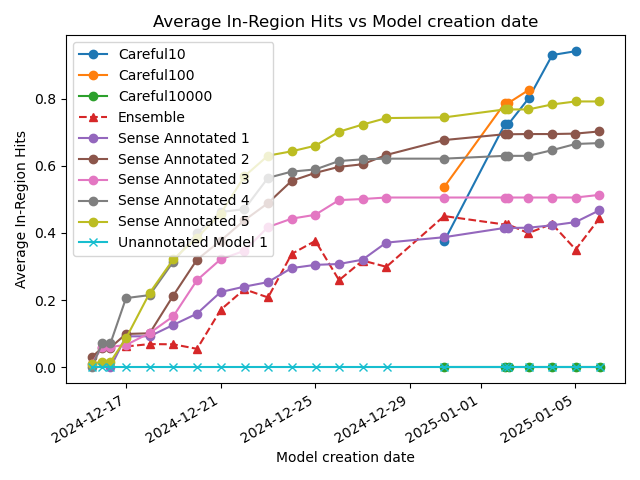 Average In-Region Hits vs Model creation date
Average In-Region Hits
0.8
0.6
0.4
0.2
0.0
Careful10
Careful100
Careful10000
Ensemble
Sense Annotated 1
Sense Annotated 2
Sense Annotated 3
Sense Annotated 4
Sense Annotated 5
Unannotated Model 1
2024-12-17
2024-12-21
2024-12-25
2024-12-29
2025-01-01
2025-01-05
Model creation date